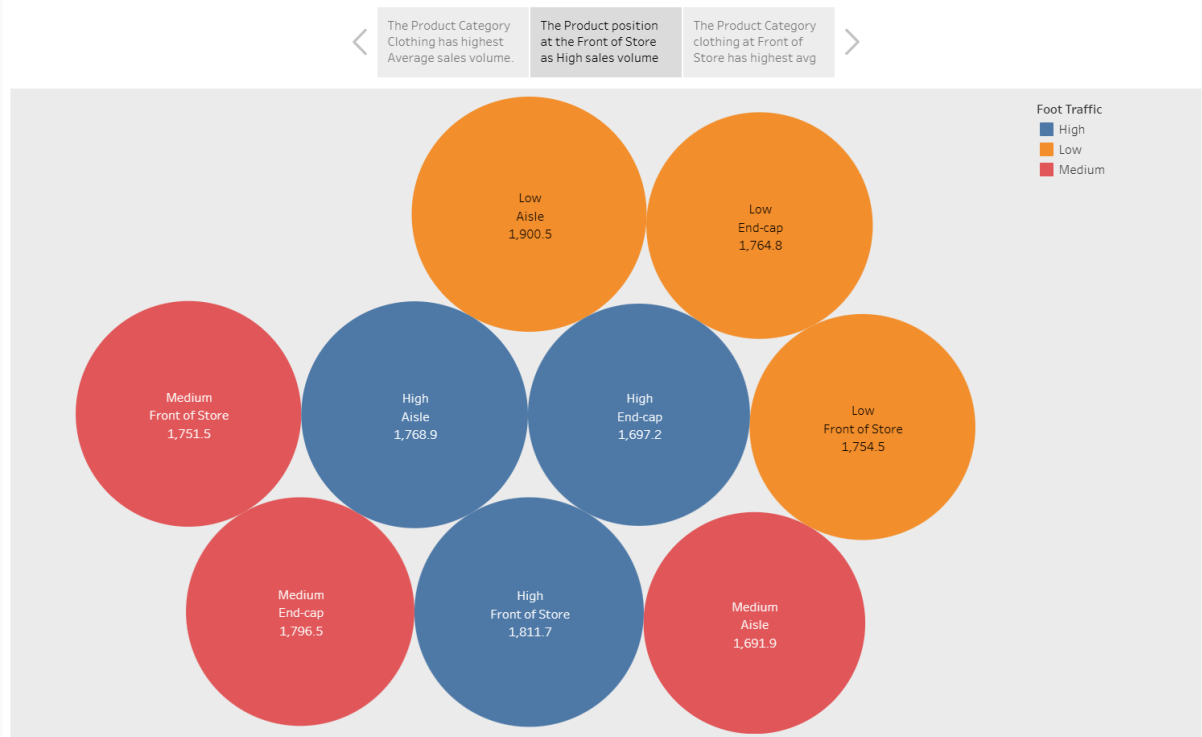 The Product Category
Clothing has highest
Average sales volume.
The Product position
at the Front of Store
as High sales volume
The Product Category
clothing at Front of
Store has highest avg
Foot Traffic
High
Low
Medium
Low
Aisle
1,900.5
Low
End-cap
1,764.8
Medium
Front of Store
1,751.5
High
Aisle
1,768.9
High
End-cap
1,697.2
Low
Front of Store
1,754.5
Medium
End-cap
1,796.5
High
Front of Store
1,811.7
Medium
Aisle
1,691.9